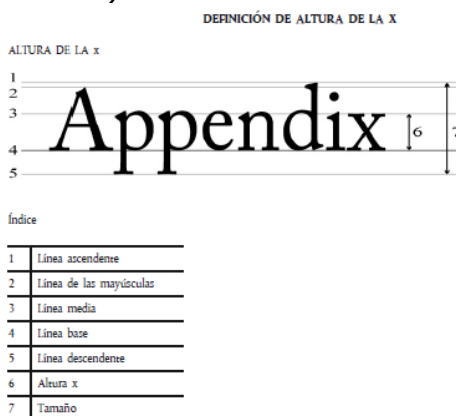 DEFINICIÓN DE ALTURA DE LA X
ALTURA DE LA x
1
2
3
4
5
Appendix
6
7
Índice
1 Línea ascendente
2 Línea de las mayúsculas
3 Línea media
4 Línea base
5 Línea descendente
6 Altura x
7 Tamaño